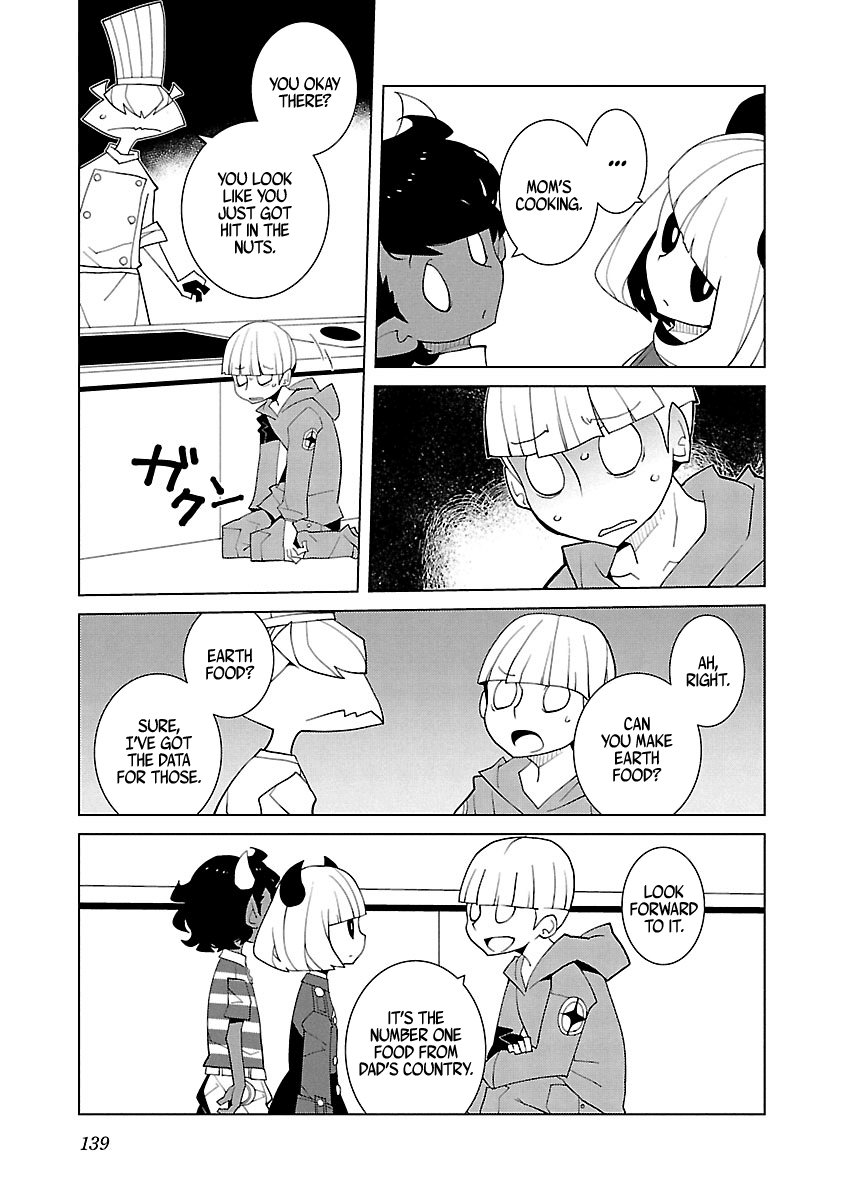 ...
MOM'S
COOKING.
YOU OKAY
THERE?
YOU LOOK
LIKE YOU
JUST GOT
HIT IN THE
NUTS.
ガクン
AH,
RIGHT.
CAN
YOU MAKE
EARTH
FOOD?
EARTH
FOOD?
SURE,
I'VE GOT
THE DATA
FOR THOSE.
LOOK
FORWARD
TO IT.
IT'S THE
NUMBER ONE
FOOD FROM
DAD'S COUNTRY.
139